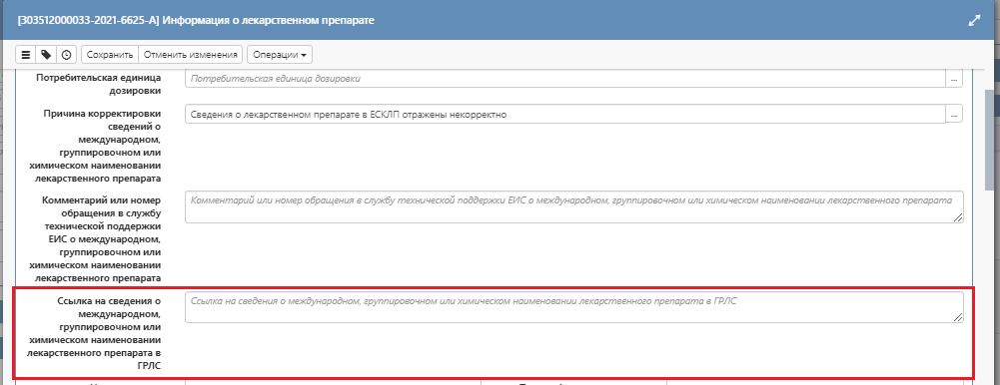 [303512000033-2021-6625-A] Информация о лекарственном препарате
Сохранить Отменить изменения Операции
Потребительская единица
дозировки
Потребительская единица дозировки
...
Причина корректировки
сведений о
международном,
группировочном или
химическом наименовании
лекарственного препарата
Сведения о лекарственном препарате в ЕСКЛП отражены некорректно
...
Комментарий или номер
обращения в службу
технической поддержки
ЕИС о международном,
группировочном или
химическом наименовании
лекарственного препарата
Комментарий или номер обращения в службу технической поддержки ЕИС о международном, группировочном или химическом наименовании лекарственного препарата
Ссылка на сведения о
международном,
группировочном или
химическом наименовании
лекарственного препарата в
ГРЛС
Ссылка на сведения о международном, группировочном или химическом наименовании лекарственного препарата в ГРЛС